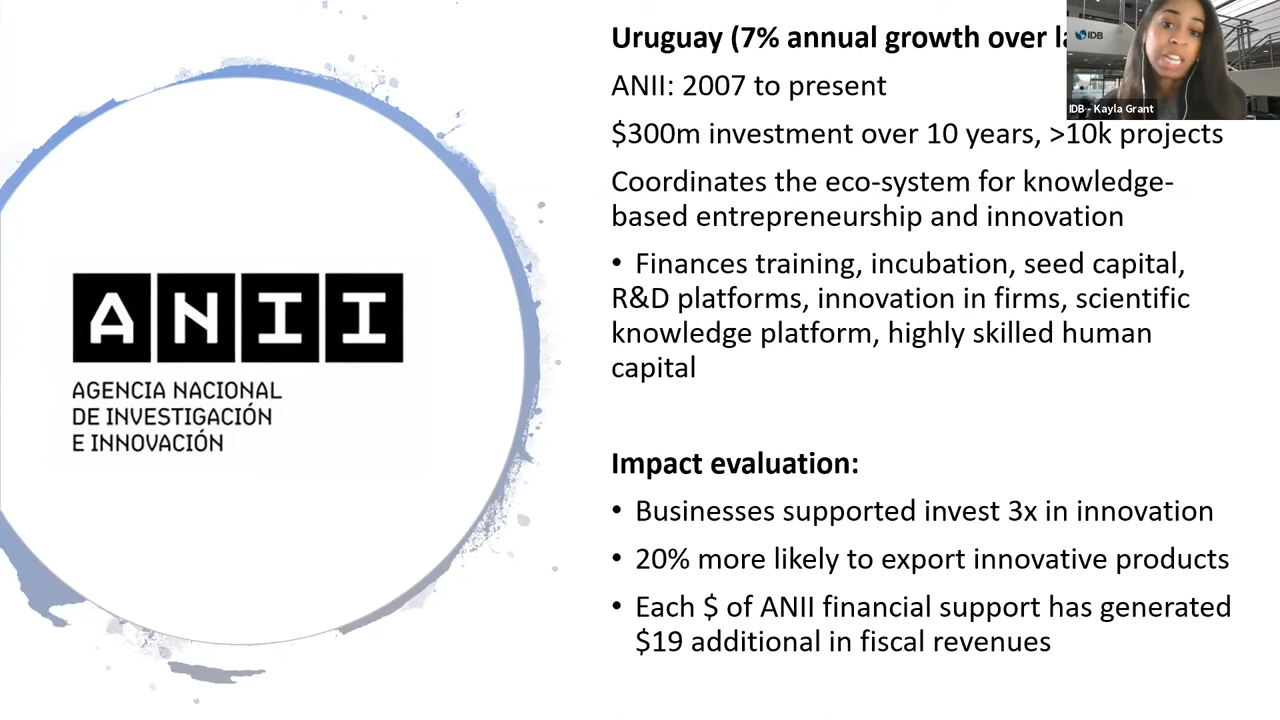 Uruguay (7% annual growth over
IDB
IDB - Kayla Grant
ANII: 2007 to present
$300m investment over 10 years, >10k projects
Coordinates the eco-system for knowledge-
based entrepreneurship and innovation
• Finances training, incubation, seed capital,
R&D platforms, innovation in firms, scientific
knowledge platform, highly skilled human
capital
ANII
AGENCIA NACIONAL
DE INVESTIGACIÓN
E INNOVACIÓN
Impact evaluation:
• Businesses supported invest 3x in innovation
• 20% more likely to export innovative products
• Each $ of ANII financial support has generated
$19 additional in fiscal revenues